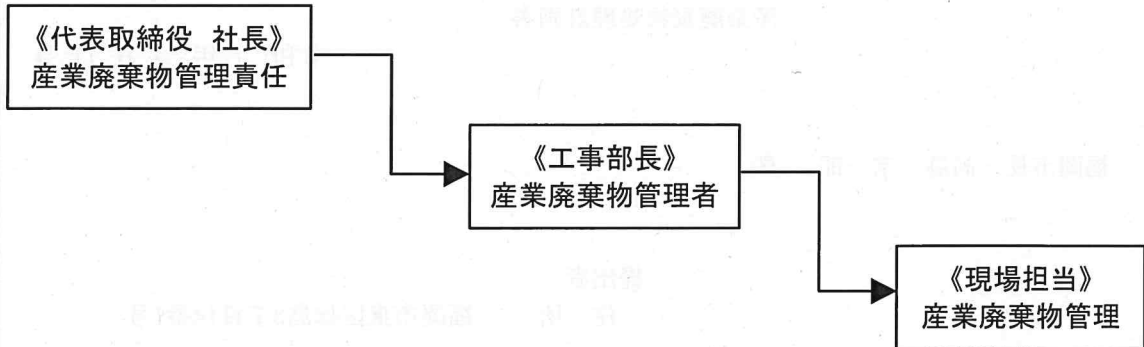 《代表取締役 社長》
産業廃棄物管理責任
《工事部長》
産業廃棄物管理者
《現場担当》
産業廃棄物管理